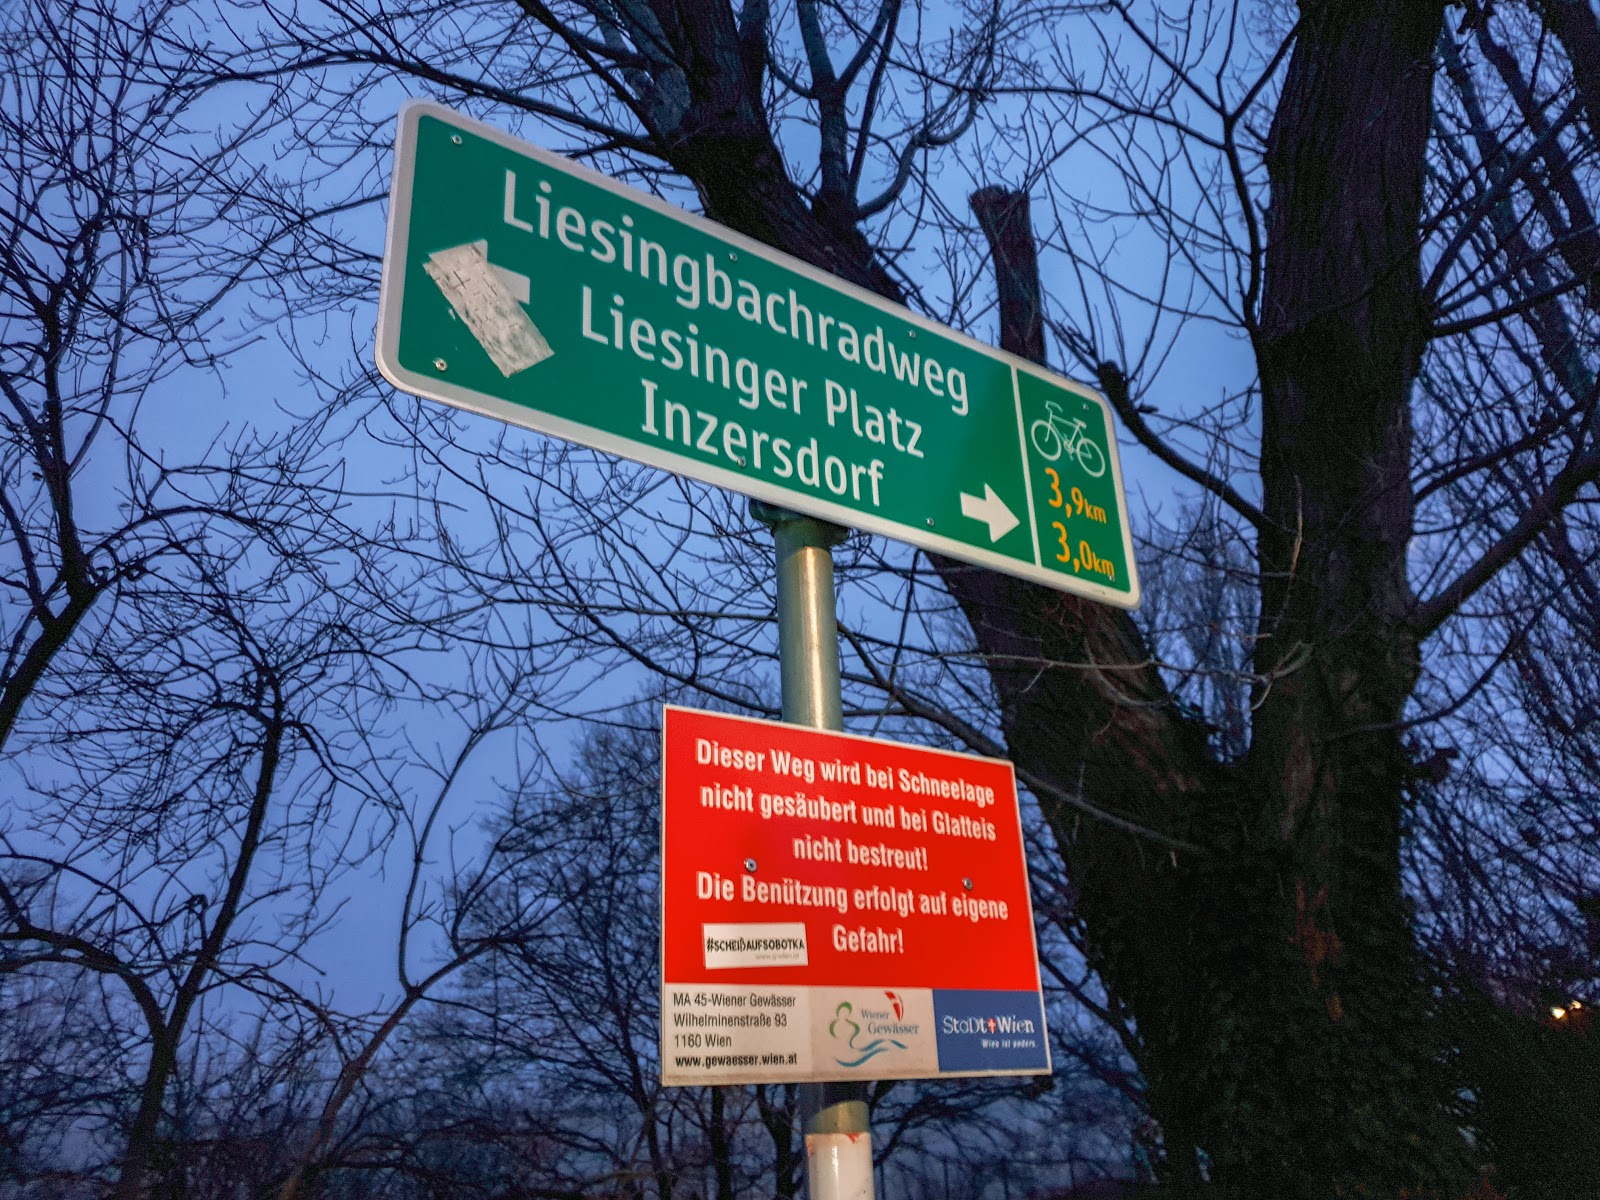 Liesingbachradweg
Liesinger Platz
Inzersdorf
3,9km
3,0km
Dieser Weg wird bei Schneelage
nicht gesäubert und bei Glatteis
nicht bestreut!
Die Benützung erfolgt auf eigene
Gefahr!
#SCHEIẞAUFSOBOTKA
MA 45-Wiener Gewässer
Wilhelminenstraße 93
1160 Wien
www.gewaesser.wien.at
Wiener
Gewässer
StaDt Wien
Wien ist anders.